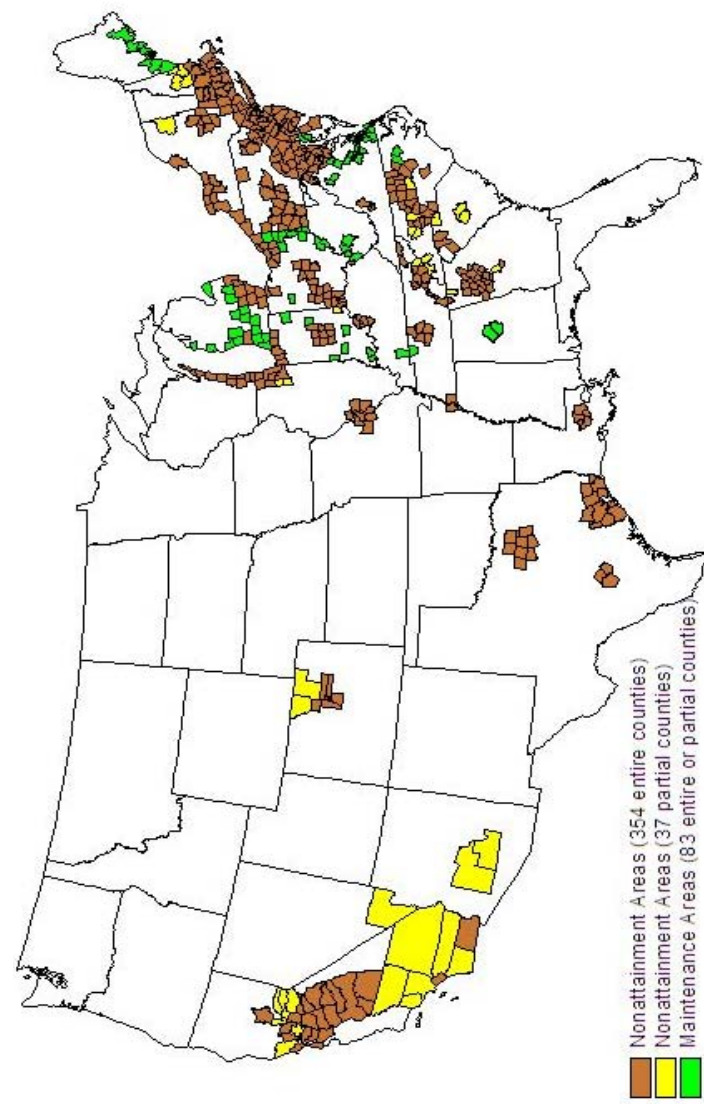 Nonattainment Areas (354 entire counties)
Nonattainment Areas (37 partial counties)
Maintenance Areas (83 entire or partial counties)